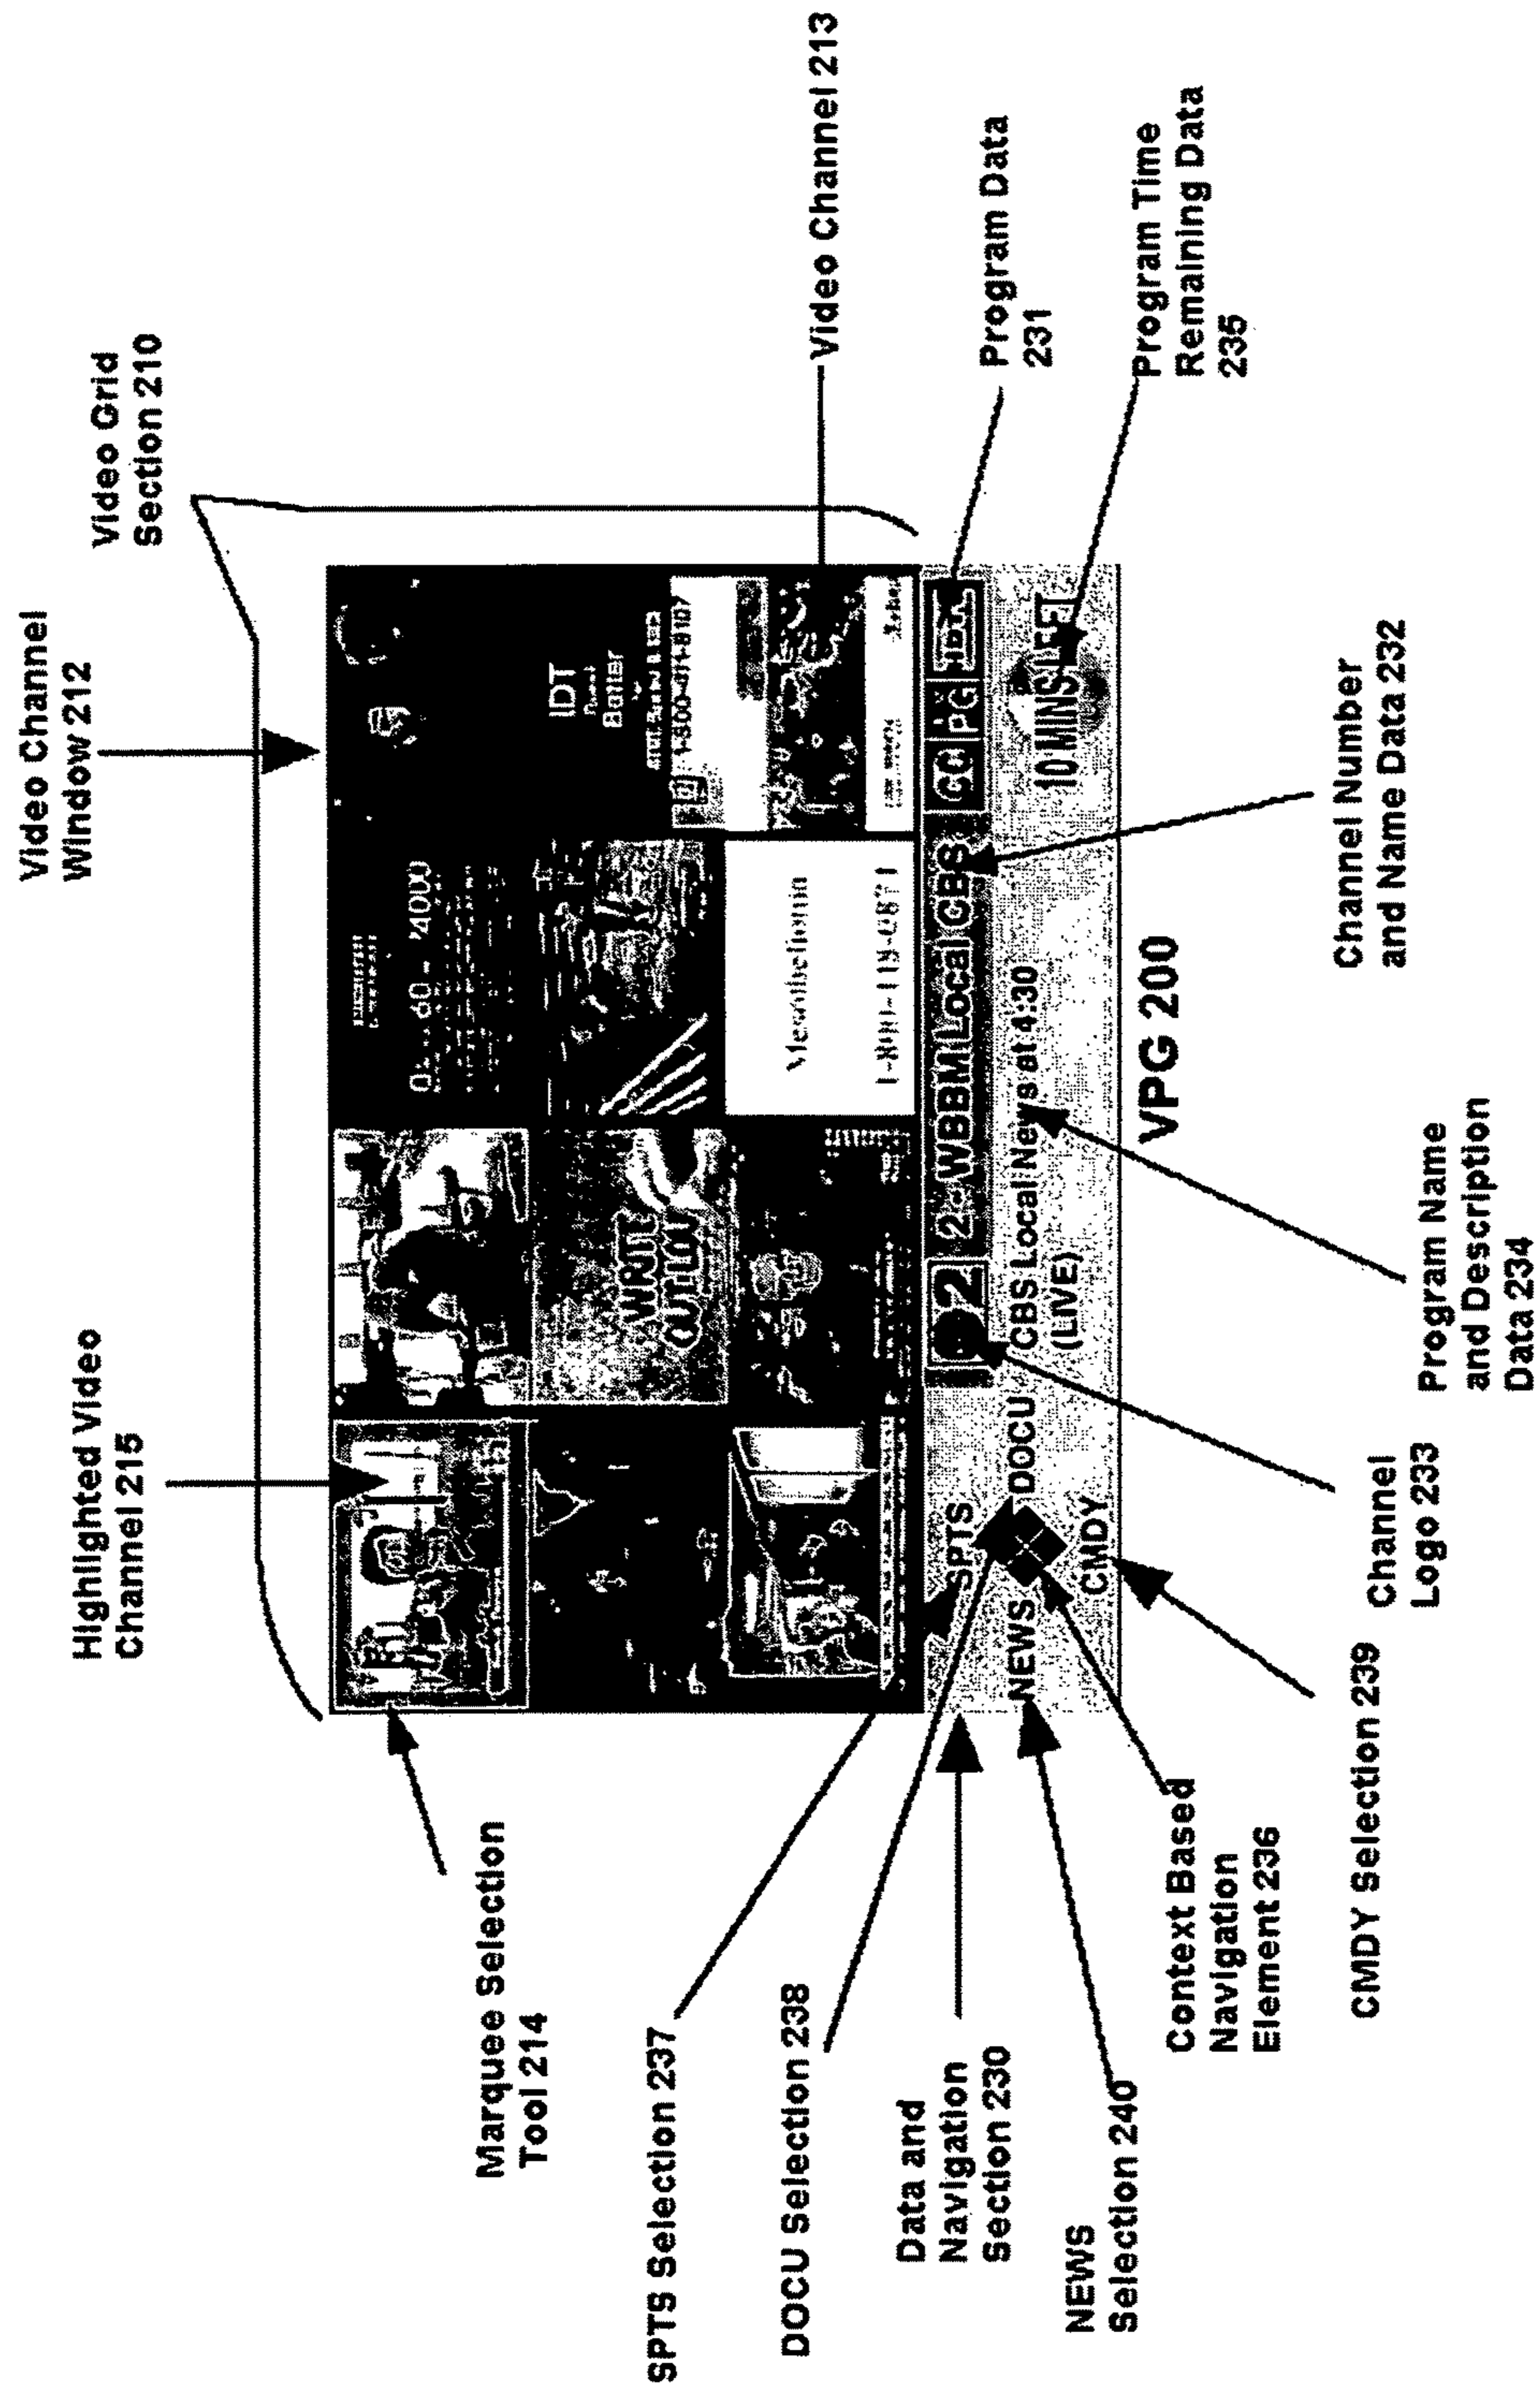 Video Grid
Section 210
Video Channel
Window 212
Highlighted Video
Channel 215
Marquee Selection
Tool 214
Video Channel 213
SPTS Selection 237
DOCU Selection 238
Data and
Navigation
Section 230
NEWS
Selection 240
Context Based
Navigation
Element 236
CMDY Selection 239
Channel
Logo 233
Program Name
and Description
Data 234
Channel Number
and Name Data 232
Program Data
231
Program Time
Remaining Data
235
IDT
Batter
WRITE
OUT LOU
SPTS
NEWS
DOCU
CMDY
2
2 WBBM Local CBS
CC
PG
CBS Local News at 4:30
(LIVE)
10 MINS LEFT
VPG 200